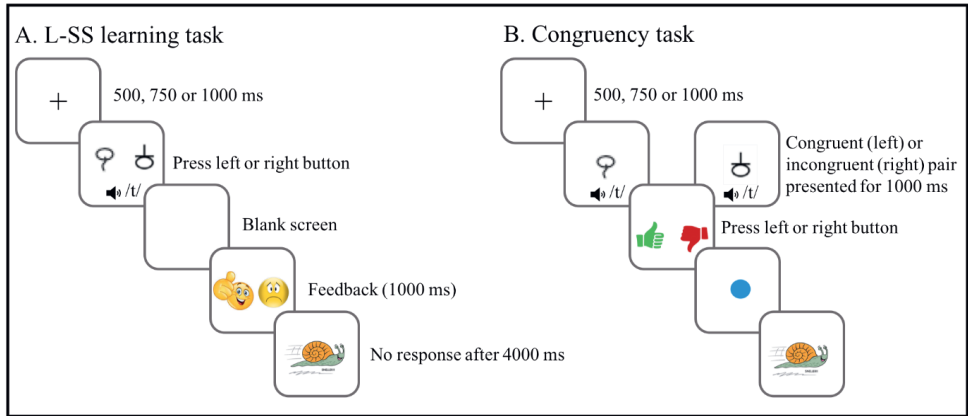 A. L-SS learning task
500, 750 or 1000 ms
Press left or right button
/t/
Blank screen
Feedback (1000 ms)
No response after 4000 ms
B. Congruency task
500, 750 or 1000 ms
/t/
/t/
Congruent (left) or
incongruent (right) pair
presented for 1000 ms
Press left or right button